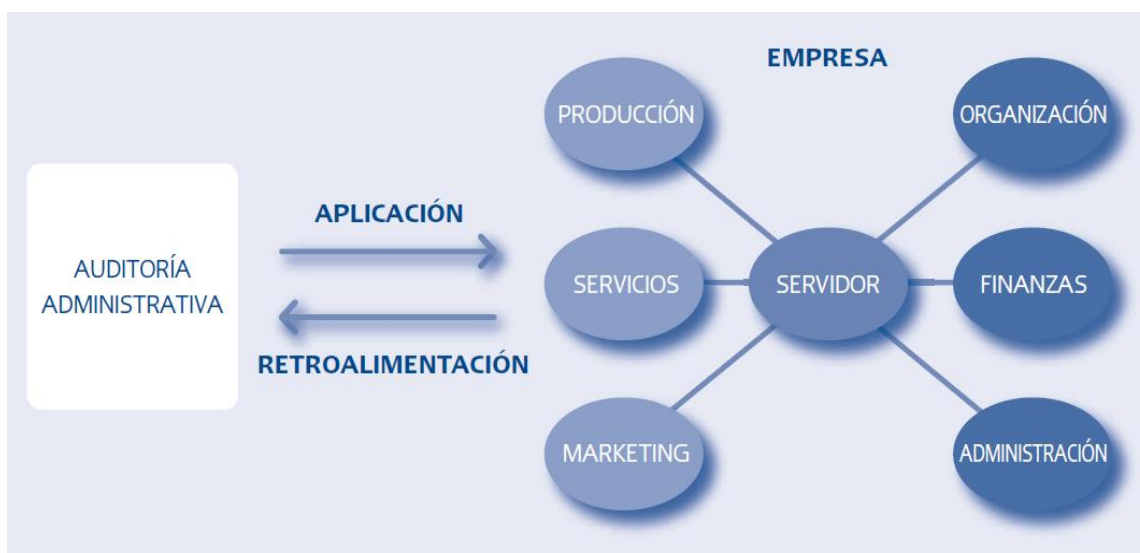 EMPRESA
PRODUCCIÓN
ORGANIZACIÓN
APLICACIÓN
AUDITORÍA
ADMINISTRATIVA
SERVICIOS
SERVIDOR
FINANZAS
RETROALIMENTACIÓN
MARKETING
ADMINISTRACIÓN